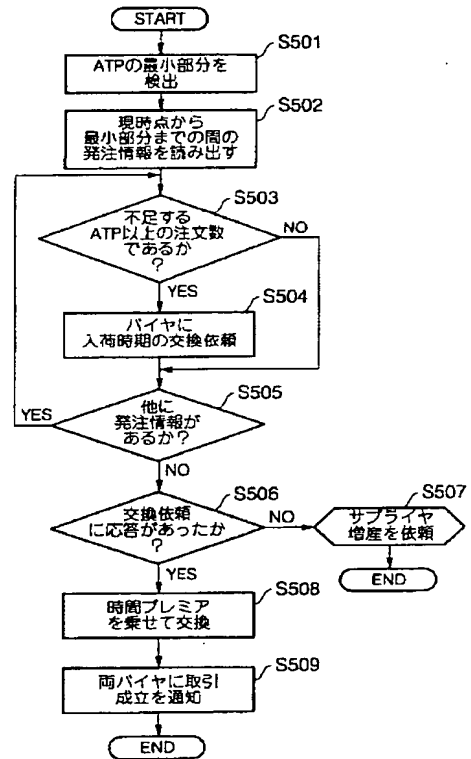 START
S501
ATPの最小部分を
検出
S502
現時点から
最小部分までの間の
発注情報を読み出す
S503
不足する
ATP以上の注文数
であるか
?
NO
YES
S504
バイヤに
入荷時期の交換依頼
S505
YES
他に
発注情報が
あるか?
NO
S506
交換依頼
に応答があったか
?
NO
S507
サプライヤ
増産を依頼
END
YES
S508
時間プレミア
を乗せて交換
S509
両バイヤに取引
成立を通知
END